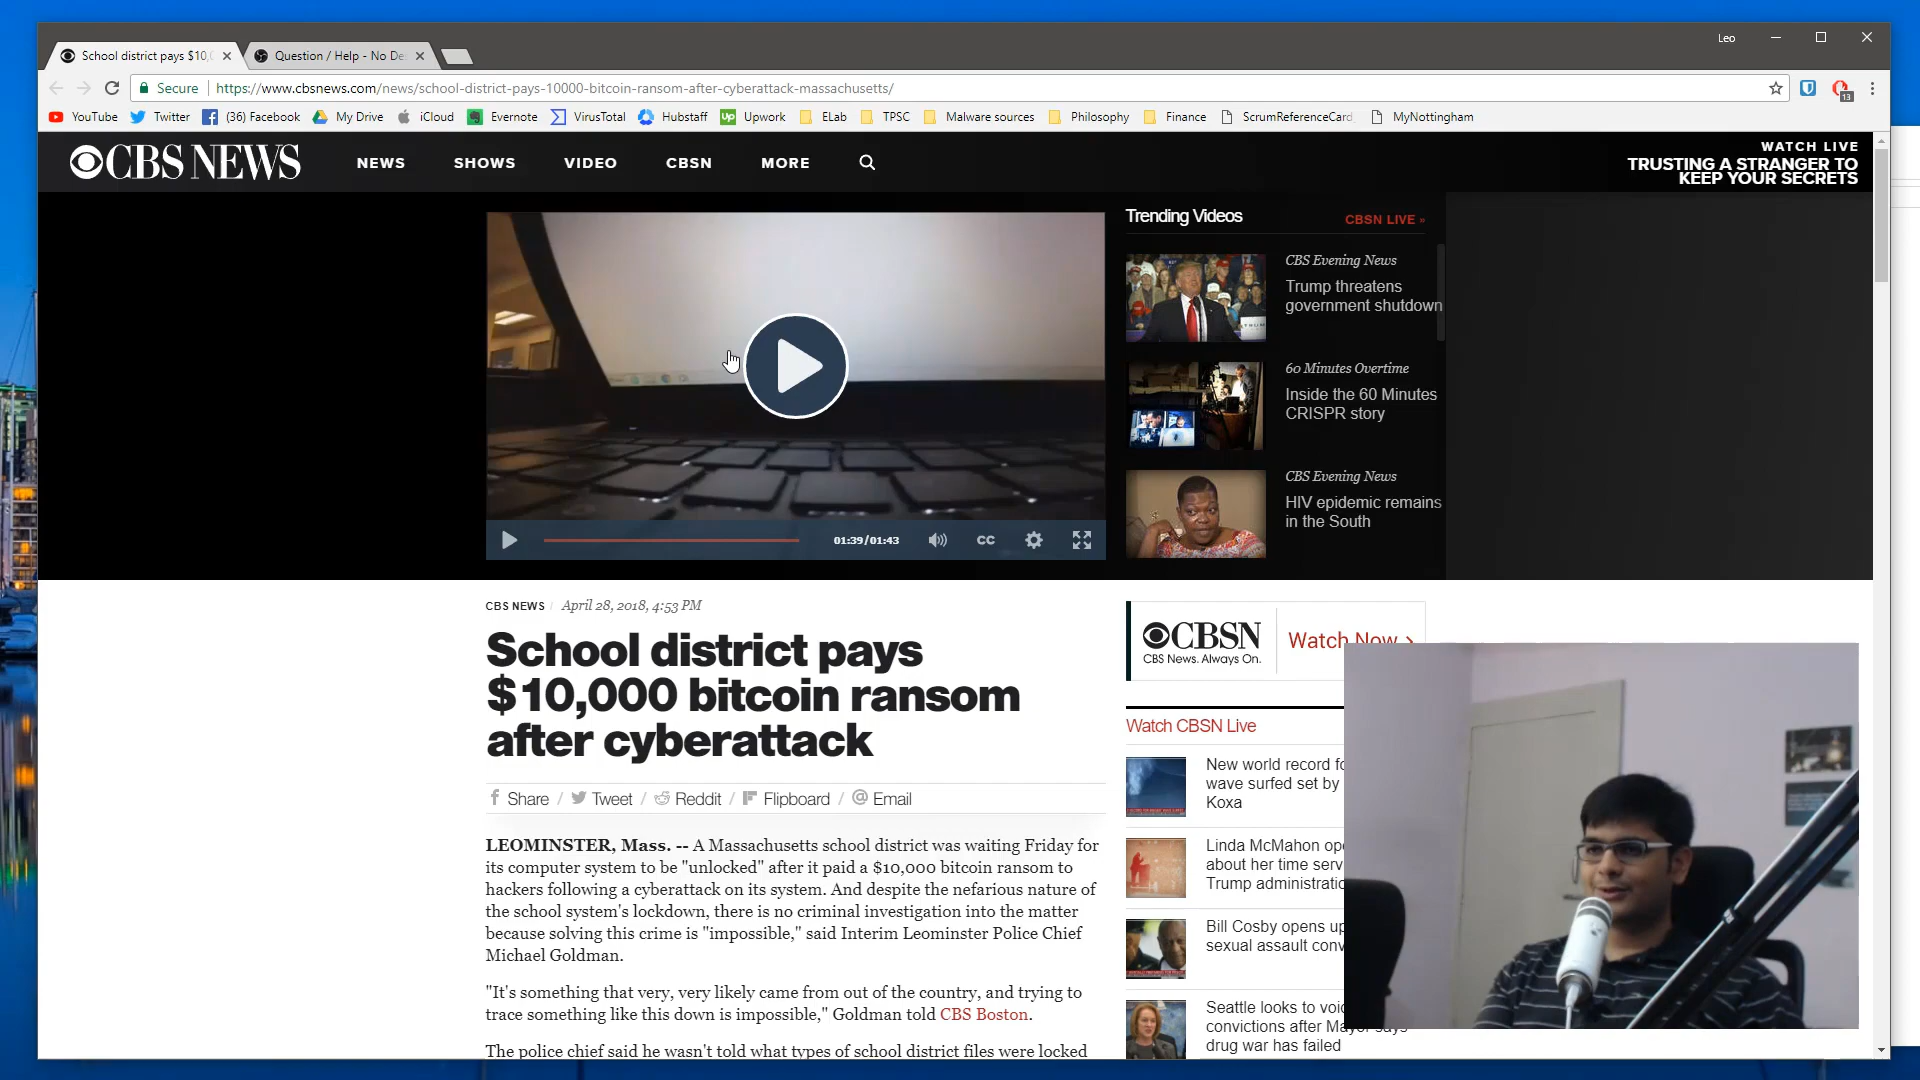 Leo
School district pays $10,
Question / Help - No De
Secure
https://www.cbsnews.com/news/school-district-pays-10000-bitcoin-ransom-after-cyberattack-massachusetts/
13
YouTube
Twitter
(36) Facebook
My Drive
iCloud
Evernote
VirusTotal
Hubstaff
Up Upwork
ELab
TPSC
Malware sources
Philosophy
Finance
ScrumReferenceCard
MyNottingham
CBS NEWS
NEWS
SHOWS
VIDEO
CBSN
MORE
WATCH LIVE
TRUSTING A STRANGER TO
KEEP YOUR SECRETS
Trending Videos
CBSN LIVE »
CBS Evening News
Trump threatens
government shutdown
60 Minutes Overtime
Inside the 60 Minutes
CRISPR story
CBS Evening News
HIV epidemic remains
in the South
01:39/01:43
CC
CBS NEWS / April 28, 2018, 4:53 PM
School district pays
$10,000 bitcoin ransom
after cyberattack
Share / Tweet / Reddit / Flipboard / Email
LEOMINSTER, Mass. -- A Massachusetts school district was waiting Friday for
its computer system to be "unlocked" after it paid a $10,000 bitcoin ransom to
hackers following a cyberattack on its system. And despite the nefarious nature of
the school system's lockdown, there is no criminal investigation into the matter
because solving this crime is "impossible," said Interim Leominster Police Chief
Michael Goldman.
"It's something that very, very likely came from out of the country, and trying to
trace something like this down is impossible," Goldman told CBS Boston.
The police chief said he wasn't told what types of school district files were locked
CBSN
CBS News. Always On.
Watch Now >
Watch CBSN Live
New world record fo
wave surfed set by
Koxa
Linda McMahon ope
about her time serv
Trump administratio
Bill Cosby opens up
sexual assault conv
Seattle looks to voic
convictions after Mayor says
drug war has failed